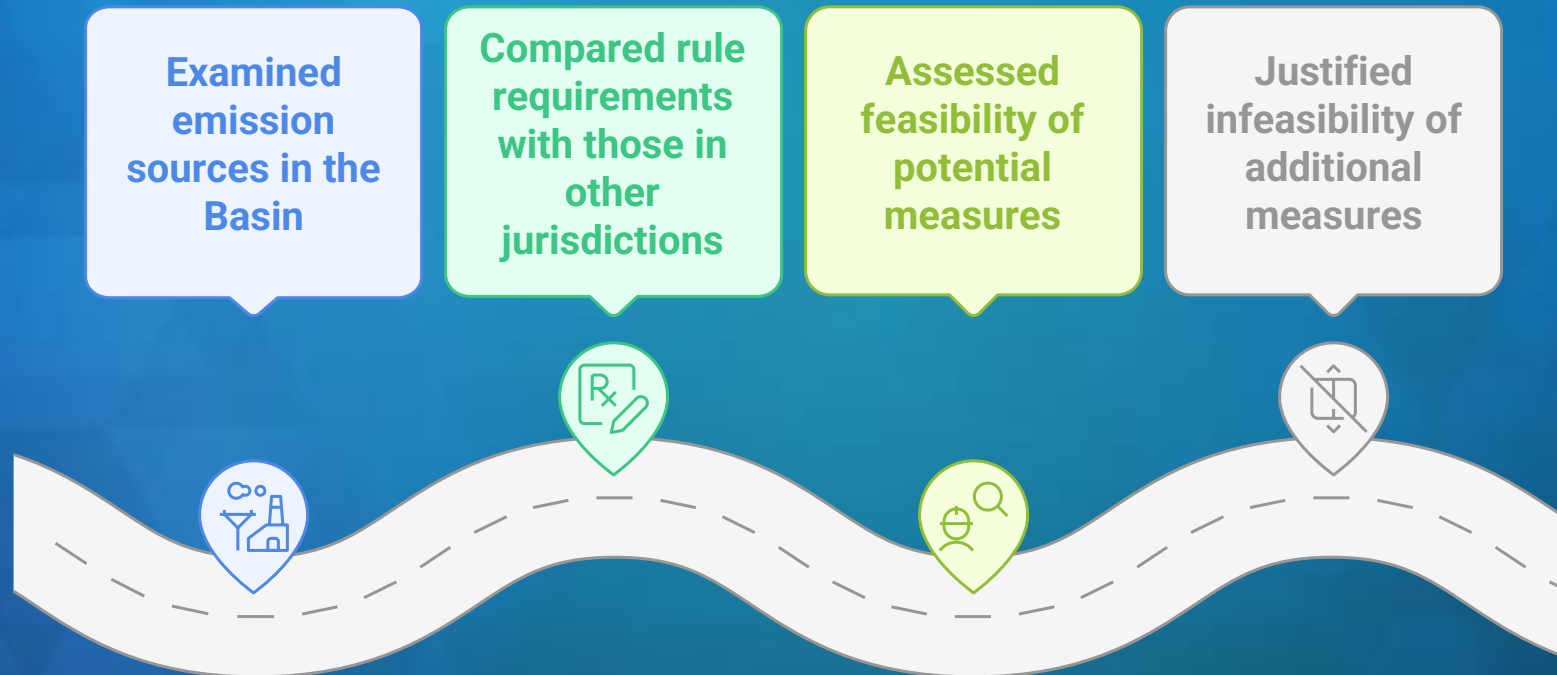 Examined
emission
sources in the
Basin
Compared rule
requirements
with those in
other
jurisdictions
Assessed
feasibility of
potential
measures
Justified
infeasibility of
additional
measures
Rx